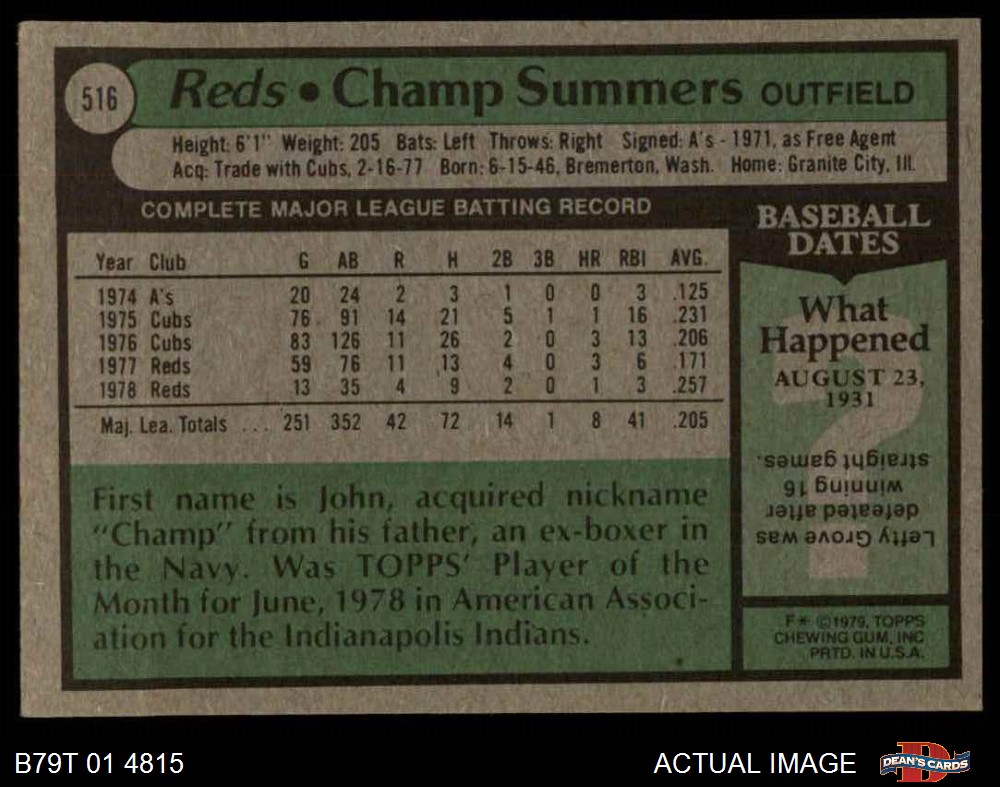 516
Reds • Champ Summers OUTFIELD
Height: 6'1" Weight: 205 Bats: Left Throws: Right Signed: A's - 1971, as Free Agent
Acq: Trade with Cubs, 2-16-77 Born: 6-15-46, Bremerton, Wash. Home: Granite City, Ill.
COMPLETE MAJOR LEAGUE BATTING RECORD
Year Club G AB R H 2B 3B HR RBI AVG.
1974 A's 20 24 2 3 1 0 0 3 .125
1975 Cubs 76 91 14 21 5 1 1 16 .231
1976 Cubs 83 126 11 26 2 0 3 13 .206
1977 Reds 59 76 11 13 4 0 3 6 .171
1978 Reds 13 35 4 9 2 0 1 3 .257
Maj. Lea. Totals ... 251 352 42 72 14 1 8 41 .205
First name is John, acquired nickname
"Champ" from his father, an ex-boxer in
the Navy. Was TOPPS' Player of the
Month for June, 1978 in American Associ-
ation for the Indianapolis Indians.
BASEBALL
DATES
What
Happened
AUGUST 23,
1931
?
Lefty Grove was
defeated after
winning 16
straight games.
F✻ ©1979, TOPPS
CHEWING GUM, INC
PRTD. IN U.S.A.
B79T 01 4815
ACTUAL IMAGE
D
DEAN'S CARDS